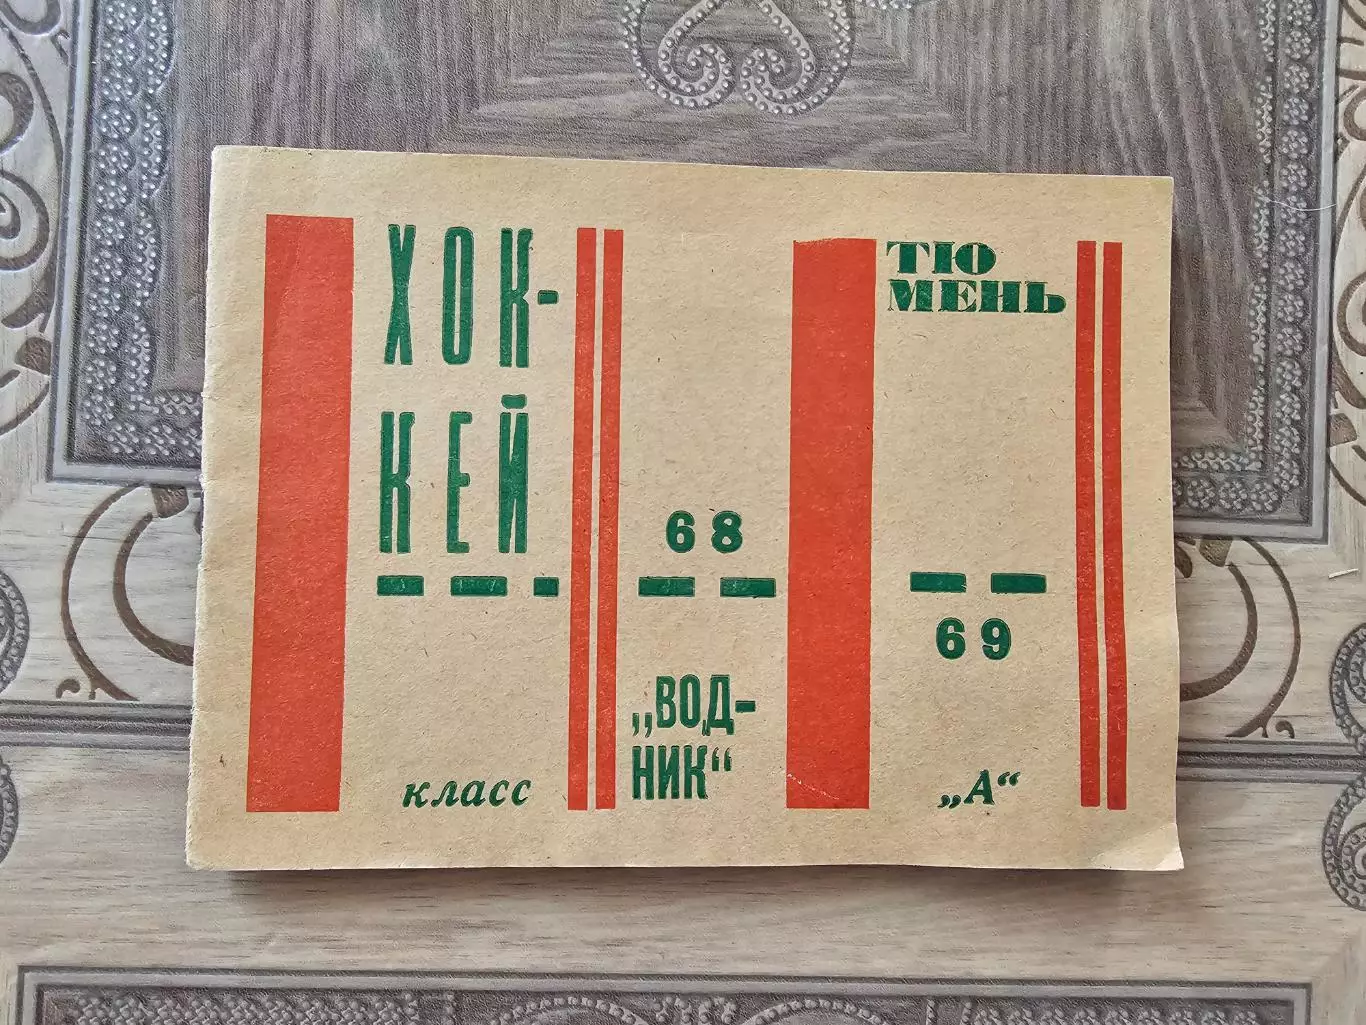 ХОК-
КЕЙ
класс
68
„ВОД-
НИК“
ТЮ
МЕНЬ
69
„А“